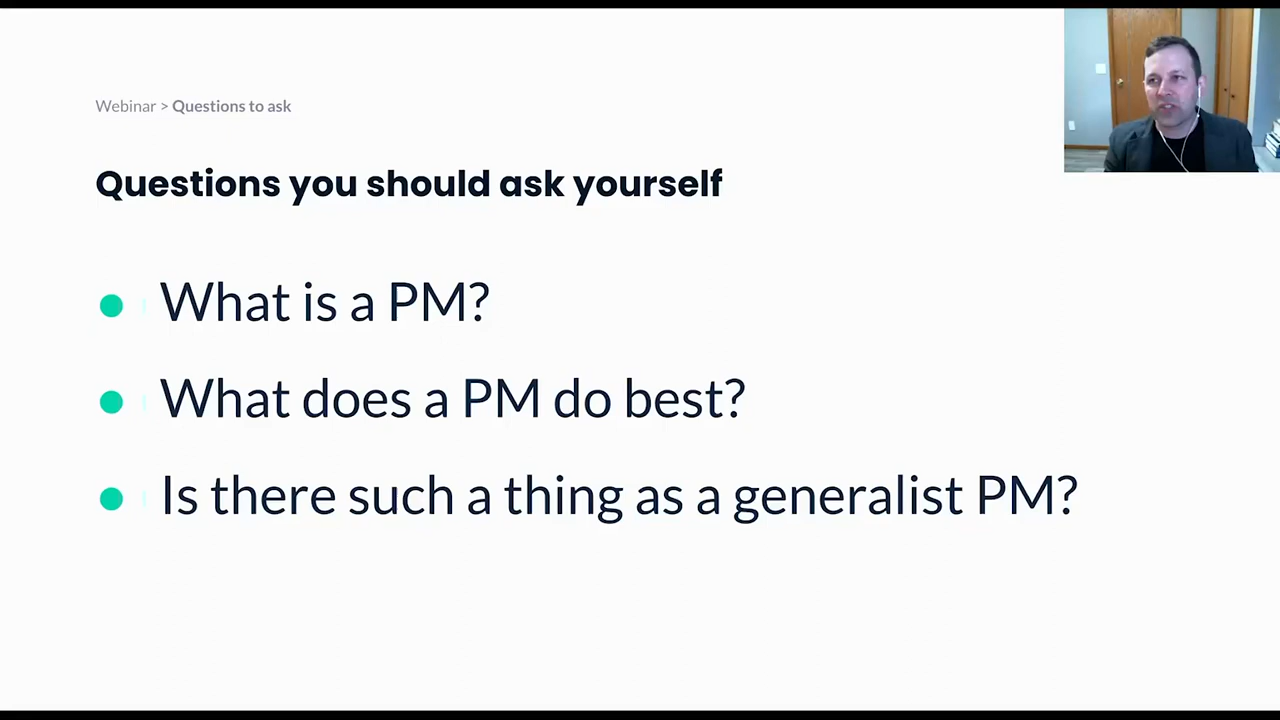 Webinar > Questions to ask
Questions you should ask yourself
What is a PM?
What does a PM do best?
Is there such a thing as a generalist PM?